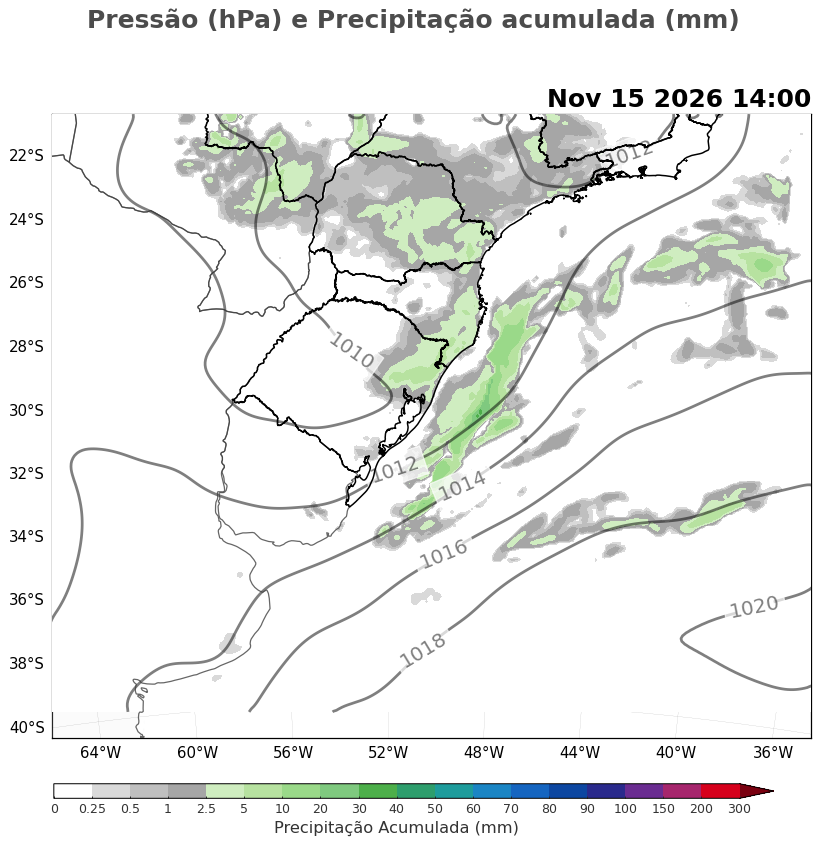 Pressão (hPa) e Precipitação acumulada (mm)
Nov 15 2026 14:00
1012
1010
1012
1014
1016
1018
1020
22°S
24°S
26°S
28°S
30°S
32°S
34°S
36°S
38°S
40°S
64°W 60°W 56°W 52°W 48°W 44°W 40°W 36°W
0 0.25 0.5 1 2.5 5 10 20 30 40 50 60 70 80 90 100 150 200 300
Precipitação Acumulada (mm)